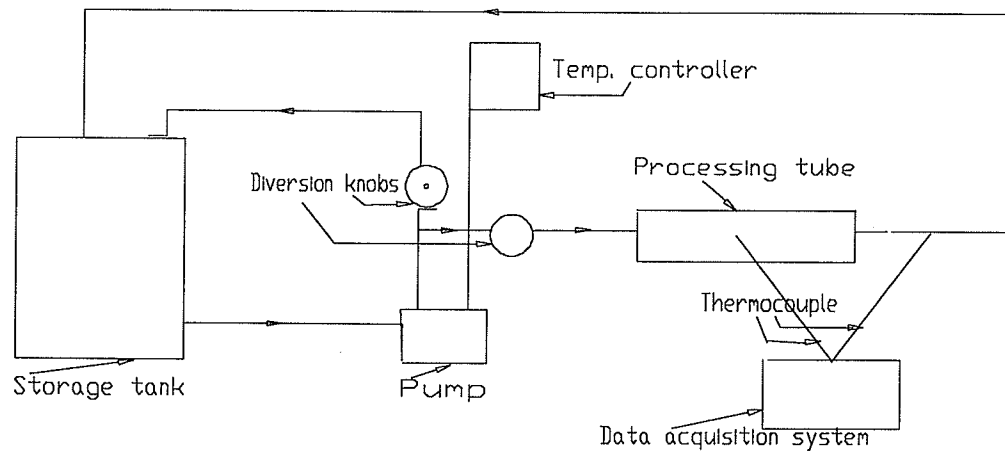 Temp. controller
Processing tube
Diversion knobs
Thermocouple
Storage tank
Pump
Data acquisition system